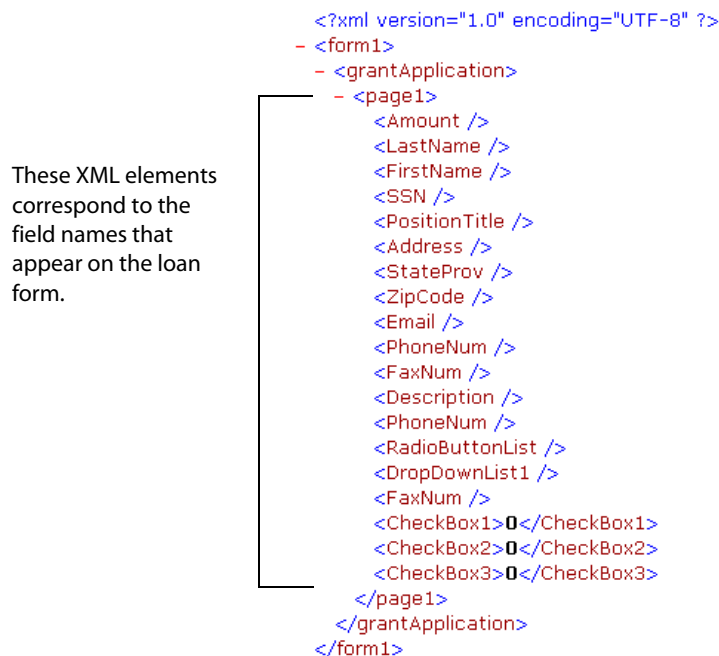 <?xml version="1.0" encoding="UTF-8" ?>
- <form1>
- <grantApplication>
- <page1>
<Amount />
<LastName />
<FirstName />
<SSN />
<PositionTitle />
<Address />
<StateProv />
<ZipCode />
<Email />
<PhoneNum />
<FaxNum />
<Description />
<PhoneNum />
<RadioButtonList />
<DropDownList1 />
<FaxNum />
<CheckBox1>0</CheckBox1>
<CheckBox2>0</CheckBox2>
<CheckBox3>0</CheckBox3>
</page1>
</grantApplication>
</form1>
These XML elements
correspond to the
field names that
appear on the loan
form.